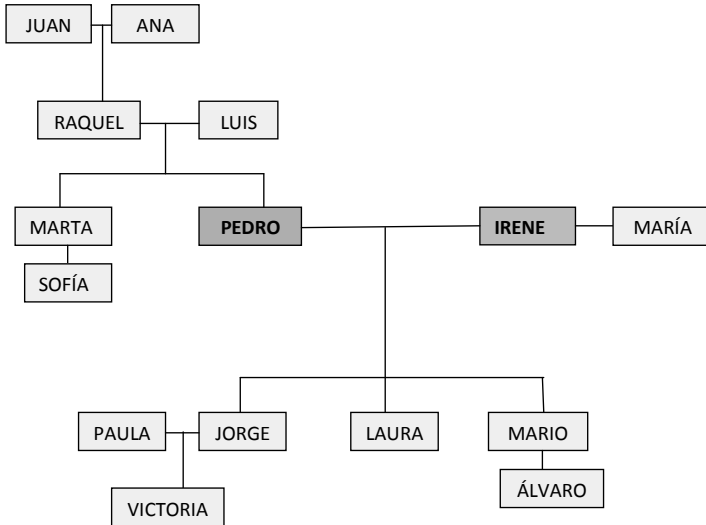 JUAN
ANA
RAQUEL
LUIS
MARTA
PEDRO
IRENE
MARÍA
SOFÍA
PAULA
JORGE
LAURA
MARIO
ÁLVARO
VICTORIA